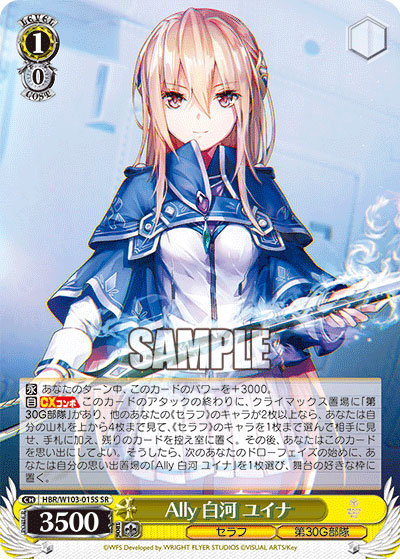 LEVEL
1
0
COST
SAMPLE
永 あなたのターン中、このカードのパワーを＋3000。
自 CXコンボ このカードのアタックの終わりに、クライマックス置場に「第
30G部隊」があり、他のあなたの《セラフ》のキャラが2枚以上なら、あなたは自
分の山札を上から4枚まで見て、《セラフ》のキャラを1枚まで選んで相手に見
せ、手札に加え、残りのカードを控え室に置く。その後、あなたはこのカード
を思い出にしてよい。そうしたら、次のあなたのドローフェイズの始めに、あ
なたは自分の思い出置場の「Ally 白河 ユイナ」を1枚選び、舞台の好きな枠に
置く。
CH HBR/W103-015S SR
3500
Ally 白河 ユイナ
セラフ
第30G部隊
©WFS Developed by WRIGHT FLYER STUDIOS ©VISUAL ARTS/Key